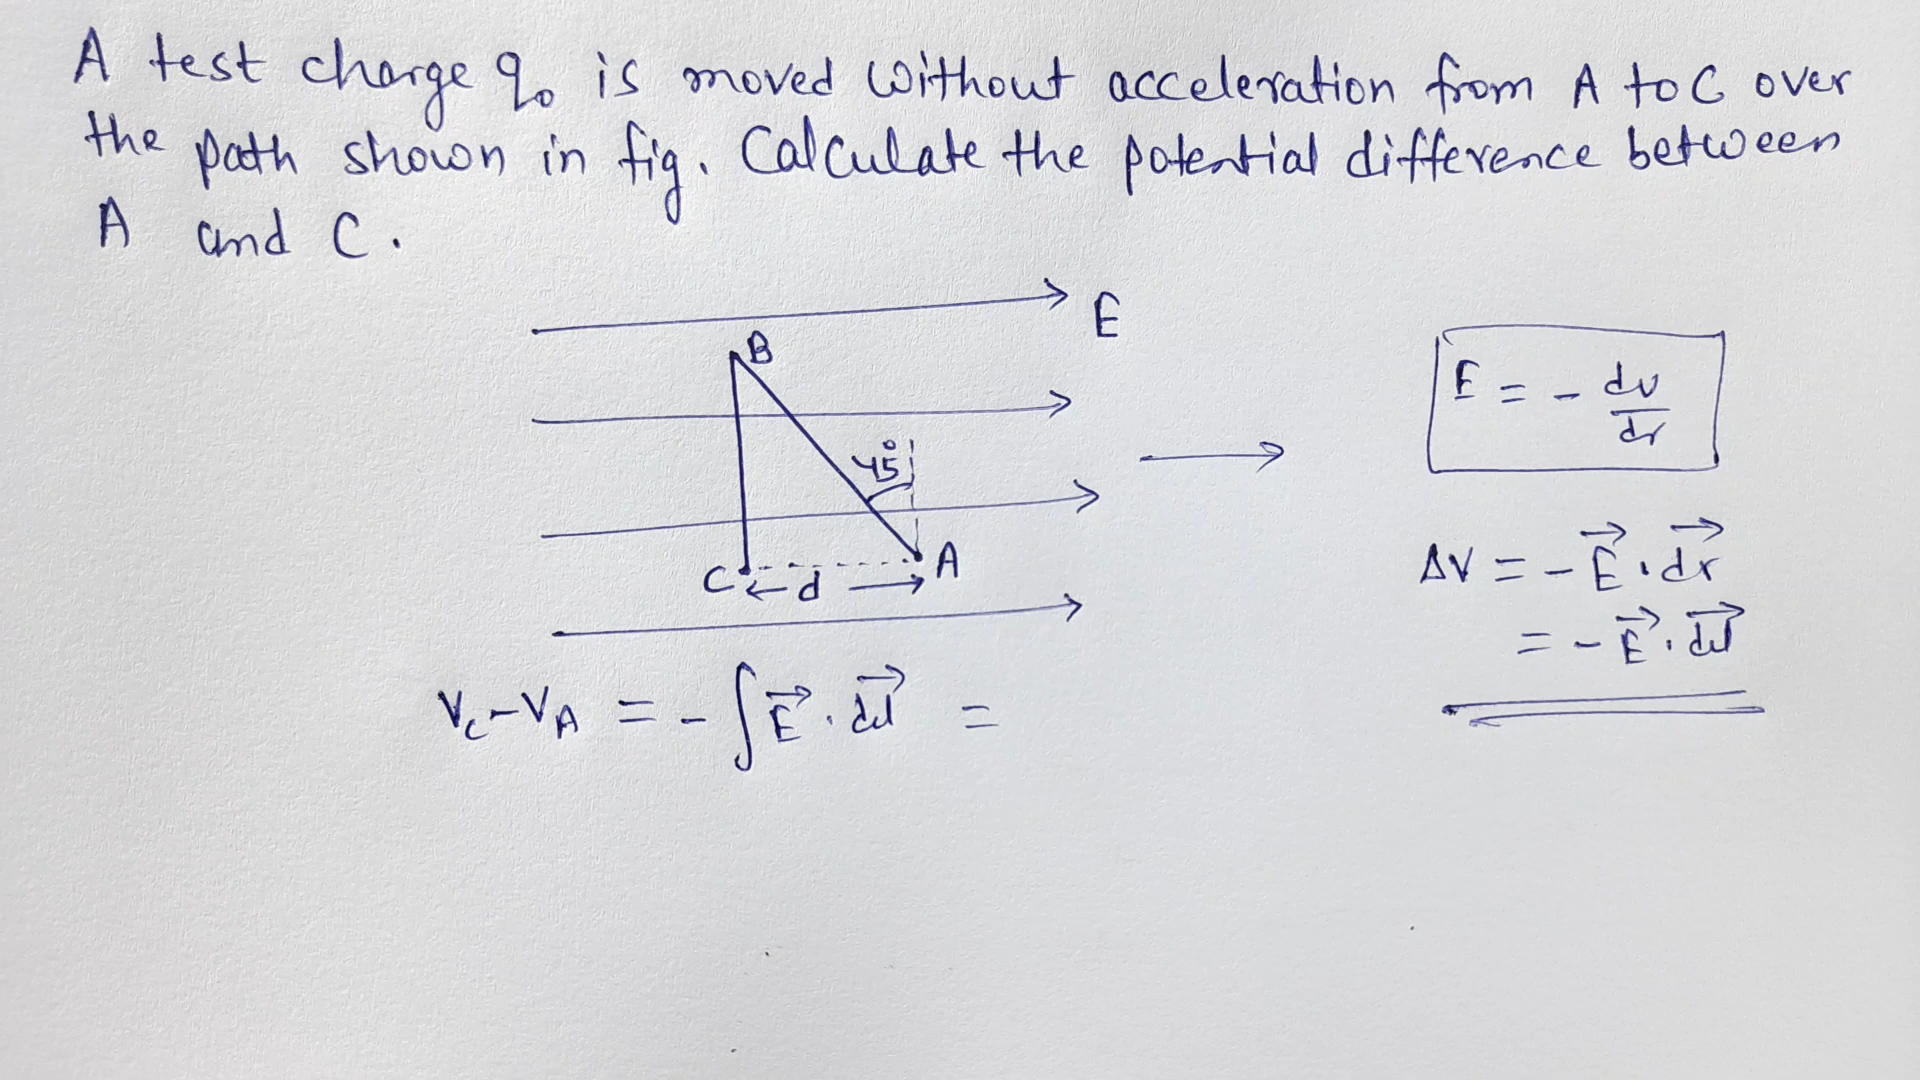 A test charge q₀ is moved without acceleration from A to C over
the path shown in fig. Calculate the potential difference between
A and C.
E
B
45°
C ← d → A
E = - dv/dr
ΔV = - E⃗ . dr⃗
= - E⃗ . dl⃗
V_C - V_A = - ∫ E⃗ . dl⃗ =